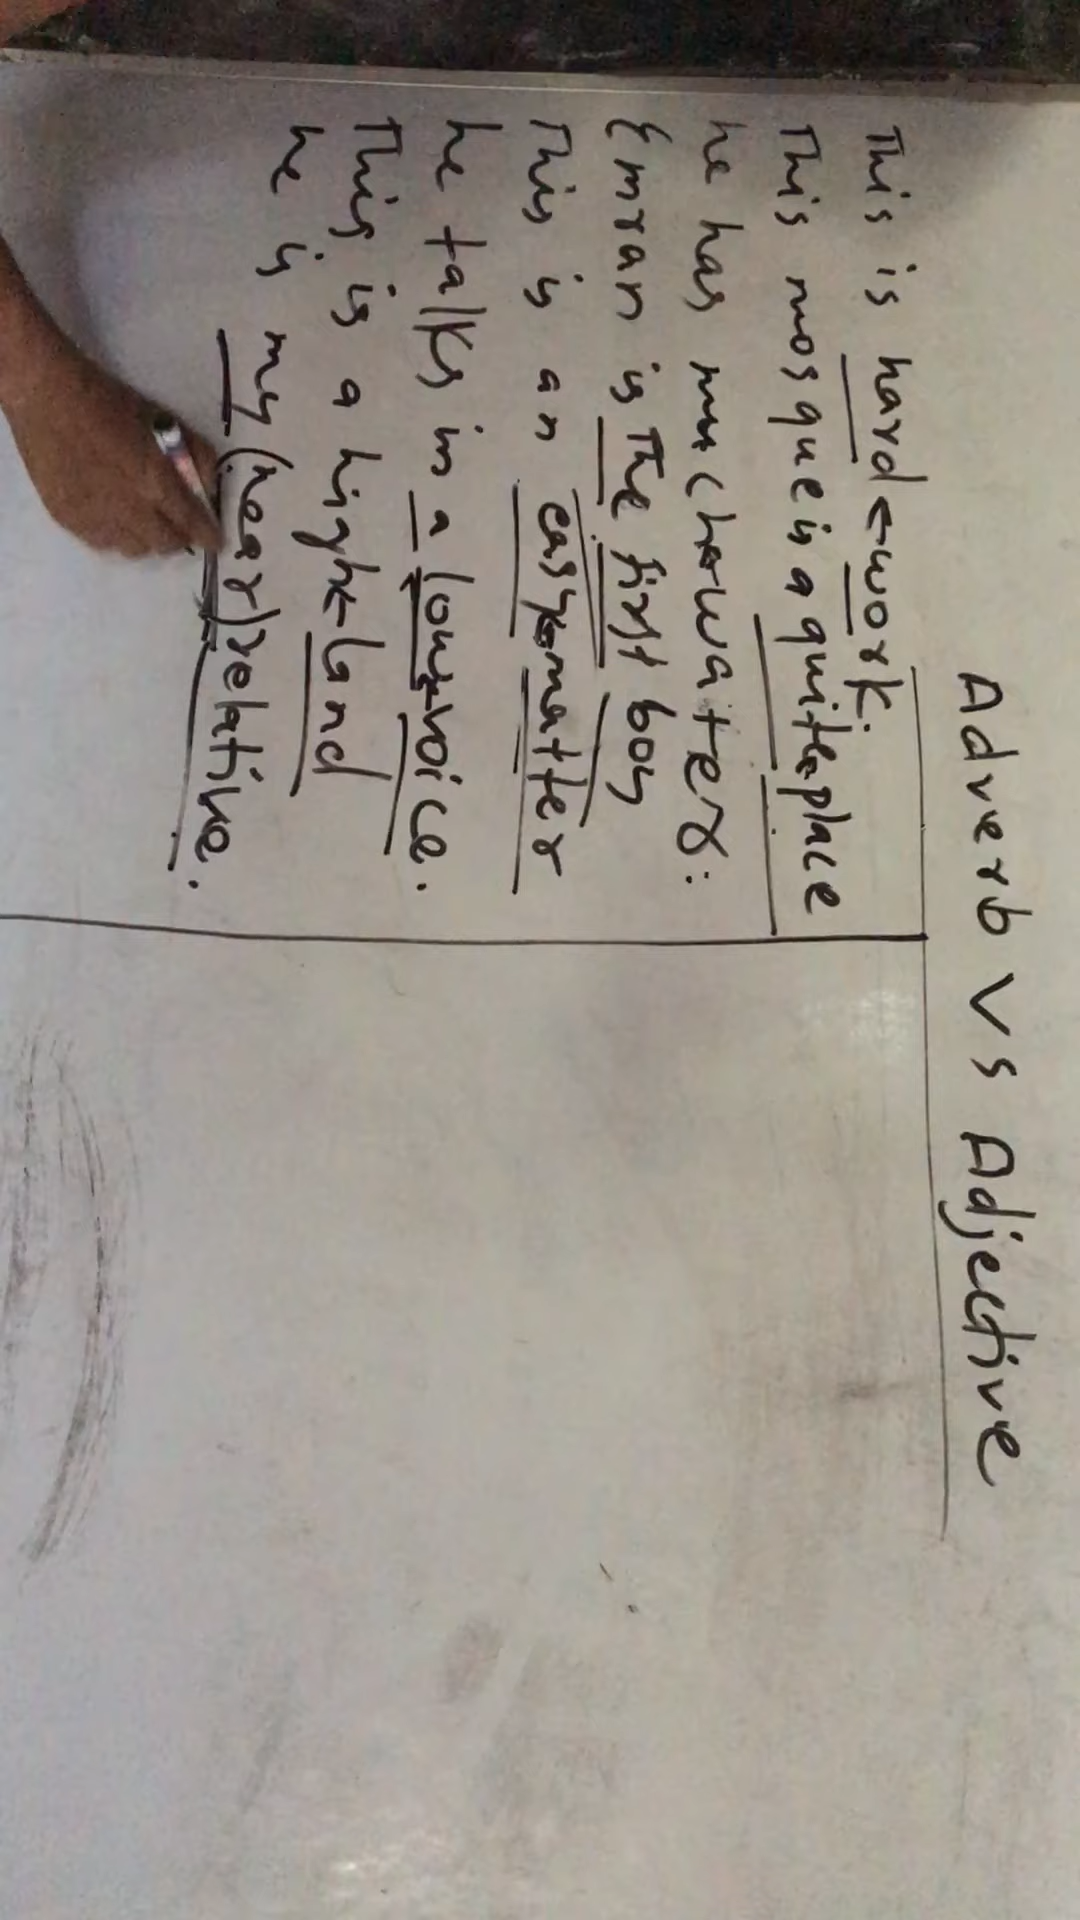 Adverb vs Adjective
This is hard ← work.
This mosque is a quite place
he has much water.
Emran is The first boy
This is an easy matter
he talks in a low voice.
This is a high land
he is my (near) relative.